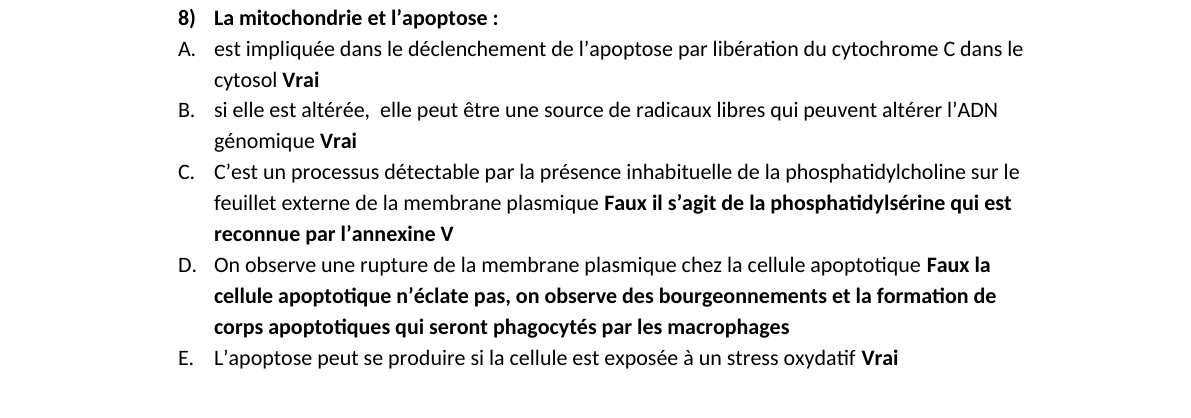 8) La mitochondrie et l’apoptose :
A. est impliquée dans le déclenchement de l’apoptose par libération du cytochrome C dans le
cytosol Vrai
B. si elle est altérée,  elle peut être une source de radicaux libres qui peuvent altérer l’ADN
génomique Vrai
C. C’est un processus détectable par la présence inhabituelle de la phosphatidylcholine sur le
feuillet externe de la membrane plasmique Faux il s’agit de la phosphatidylsérine qui est
reconnue par l’annexine V
D. On observe une rupture de la membrane plasmique chez la cellule apoptotique Faux la
cellule apoptotique n’éclate pas, on observe des bourgeonnements et la formation de
corps apoptotiques qui seront phagocytés par les macrophages
E. L’apoptose peut se produire si la cellule est exposée à un stress oxydatif Vrai